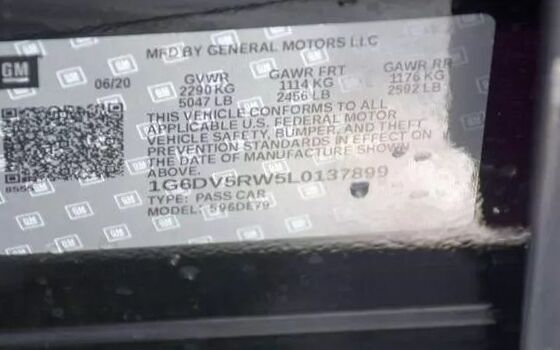 MFD BY GENERAL MOTORS LLC
GM
06/20
GVWR GAWR FRT GAWR RR
2290 KG 1114 KG 1176 KG
5047 LB 2456 LB 2592 LB
THIS VEHICLE CONFORMS TO ALL
APPLICABLE U.S. FEDERAL MOTOR
VEHICLE SAFETY, BUMPER, AND THEFT
PREVENTION STANDARDS IN EFFECT ON
THE DATE OF MANUFACTURE SHOWN
ABOVE.
1G6DV5RW5L0137899
TYPE: PASS CAR
MODEL: 596DE79